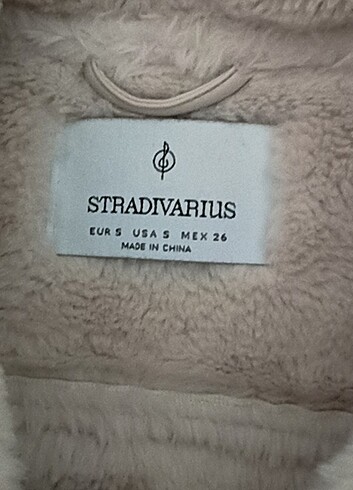 STRADIVARIUS
EUR S USA S MEX 26
MADE IN CHINA